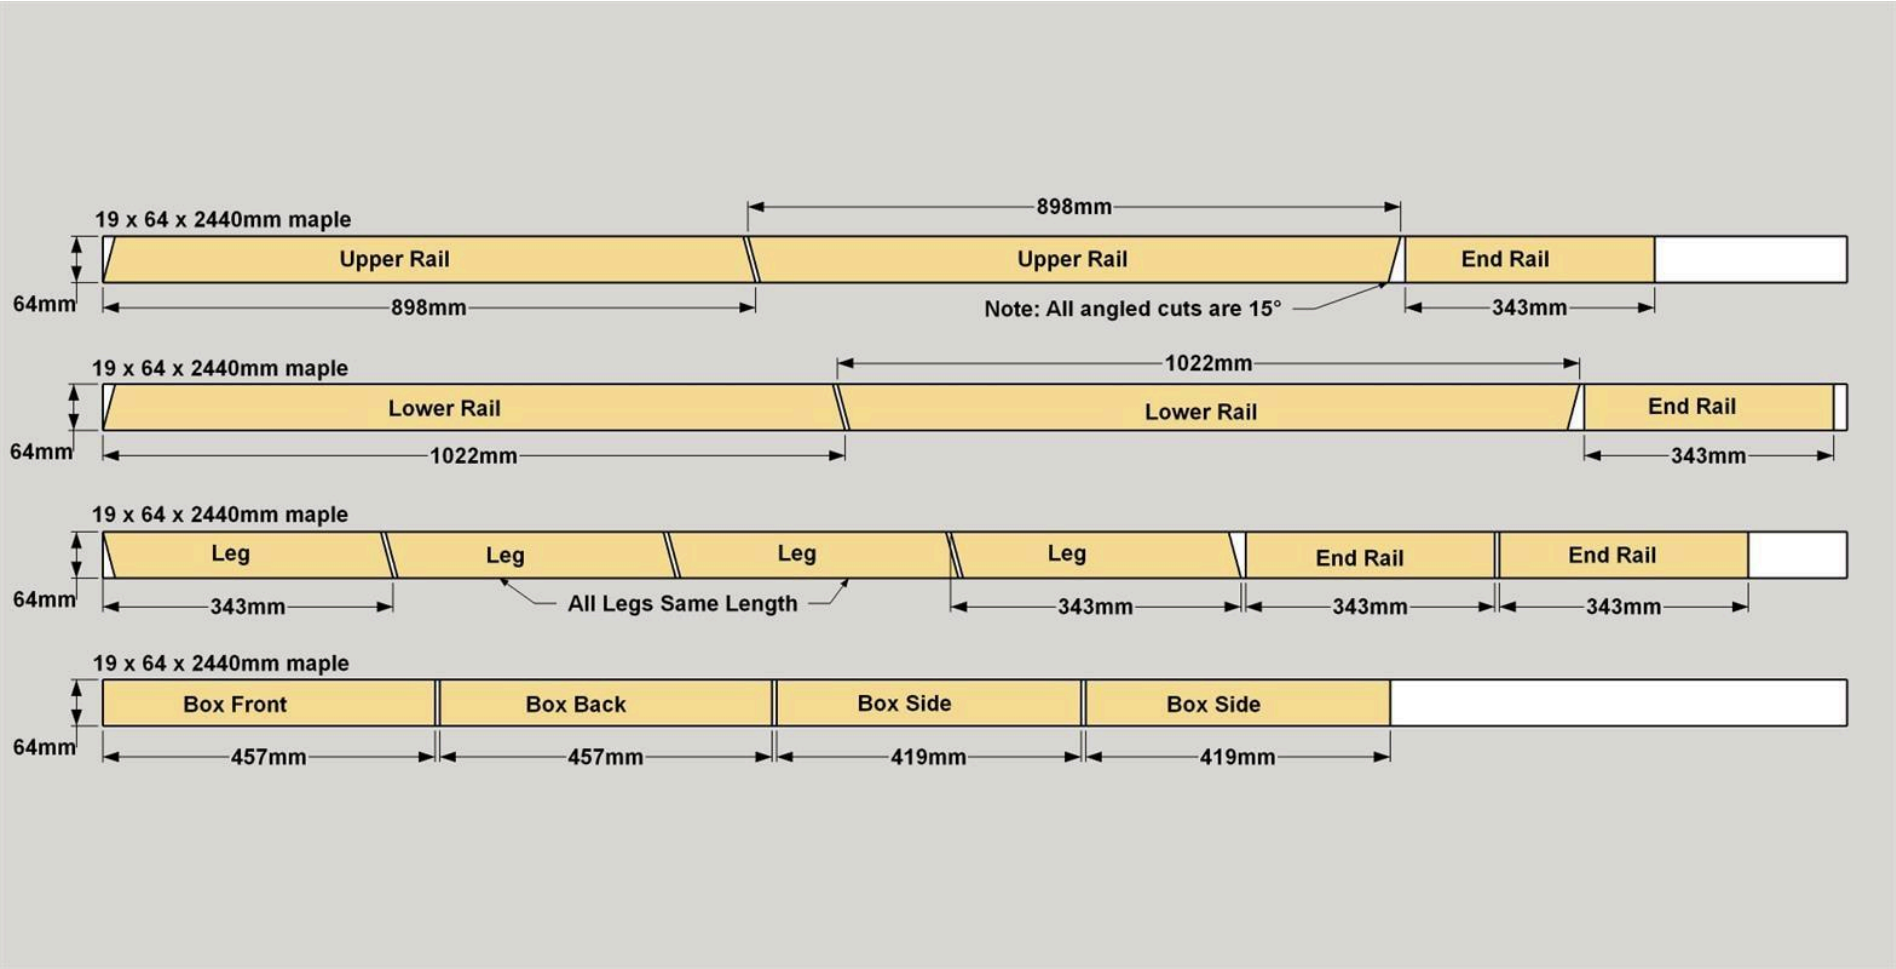 898mm
19 x 64 x 2440mm maple
Upper Rail
Upper Rail
End Rail
64mm
898mm
Note: All angled cuts are 15°
343mm
1022mm
19 x 64 x 2440mm maple
Lower Rail
Lower Rail
End Rail
64mm
1022mm
343mm
19 x 64 x 2440mm maple
Leg
Leg
Leg
Leg
End Rail
End Rail
64mm
343mm
All Legs Same Length
343mm
343mm
343mm
19 x 64 x 2440mm maple
Box Front
Box Back
Box Side
Box Side
64mm
457mm
457mm
419mm
419mm